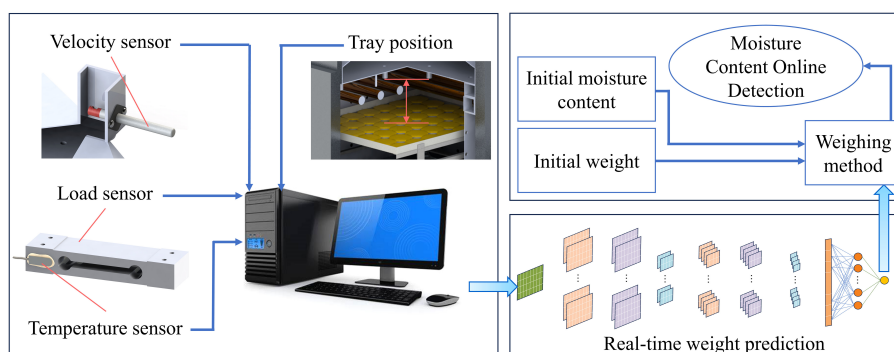 Velocity sensor
Tray position
Load sensor
Temperature sensor
Initial moisture
content
Initial weight
Moisture
Content Online
Detection
Weighing
method
Real-time weight prediction